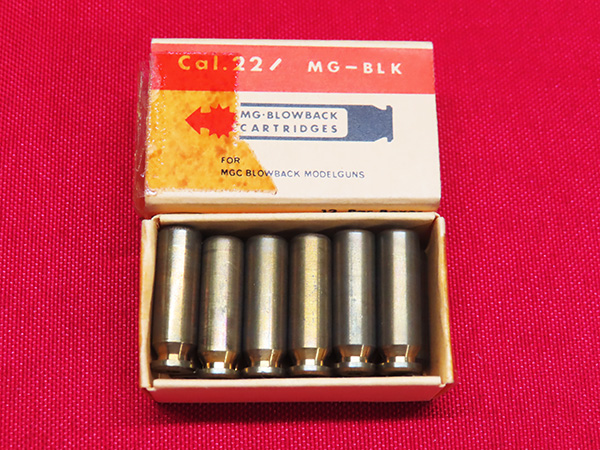 Cal.22/ MG-BLK
MG·BLOWBACK
CARTRIDGES
FOR
MGC BLOWBACK MODELGUNS